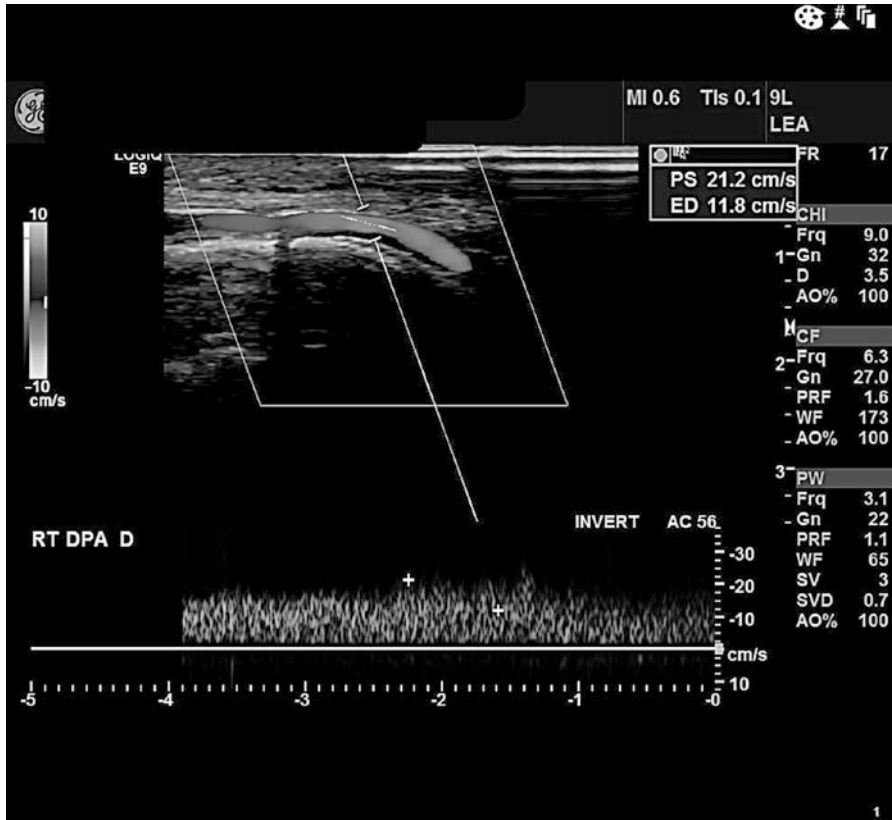 #
MI 0.6 TIs 0.1
9L
LEA
LOGIQ
E9
PS 21.2 cm/s
ED 11.8 cm/s
FR 17
CHI
Frq 9.0
Gn 32
D 3.5
AO% 100
CF
Frq 6.3
Gn 27.0
PRF 1.6
WF 173
AO% 100
PW
Frq 3.1
Gn 22
PRF 1.1
WF 65
SV 3
SVD 0.7
AO% 100
10
-10
cm/s
1
2
3
INVERT AC 56
RT DPA D
-30
-20
-10
cm/s
10
-5 -4 -3 -2 -1 -0
1